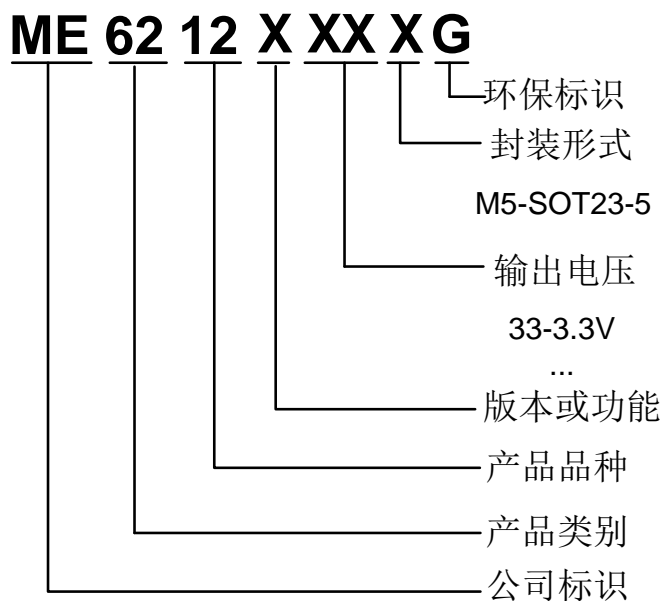 ME 62 12 X XX X G
环保标识
封装形式
M5-SOT23-5
输出电压
33-3.3V
...
版本或功能
产品品种
产品类别
公司标识